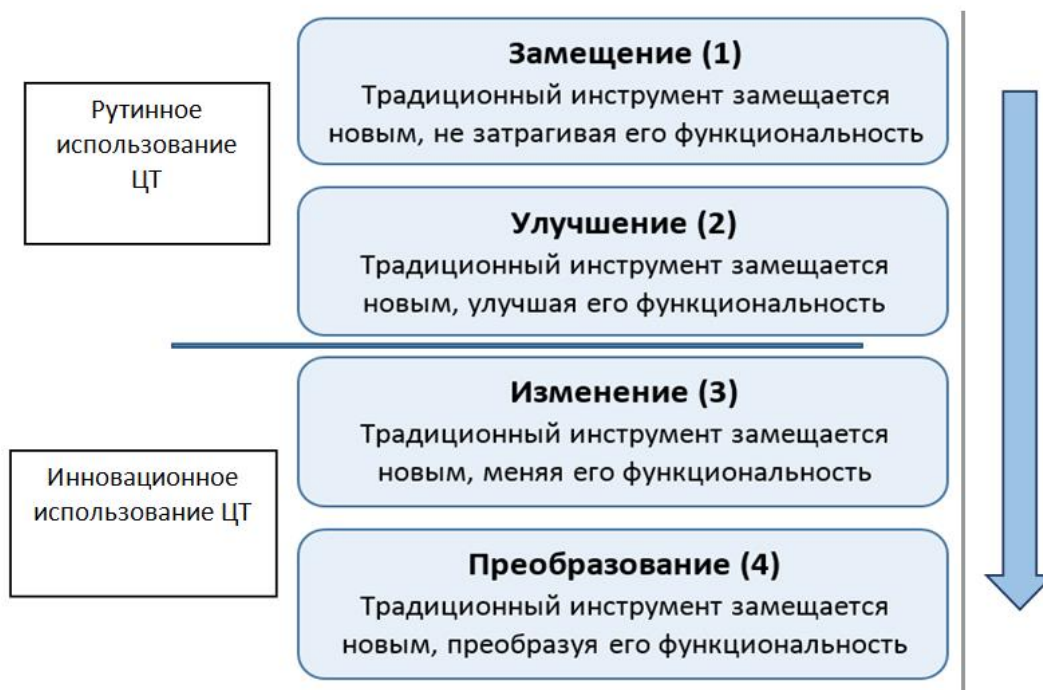 Рутинное
использование
ЦТ
Замещение (1)
Традиционный инструмент замещается
новым, не затрагивая его функциональность
Улучшение (2)
Традиционный инструмент замещается
новым, улучшая его функциональность
Инновационное
использование ЦТ
Изменение (3)
Традиционный инструмент замещается
новым, меняя его функциональность
Преобразование (4)
Традиционный инструмент замещается
новым, преобразуя его функциональность